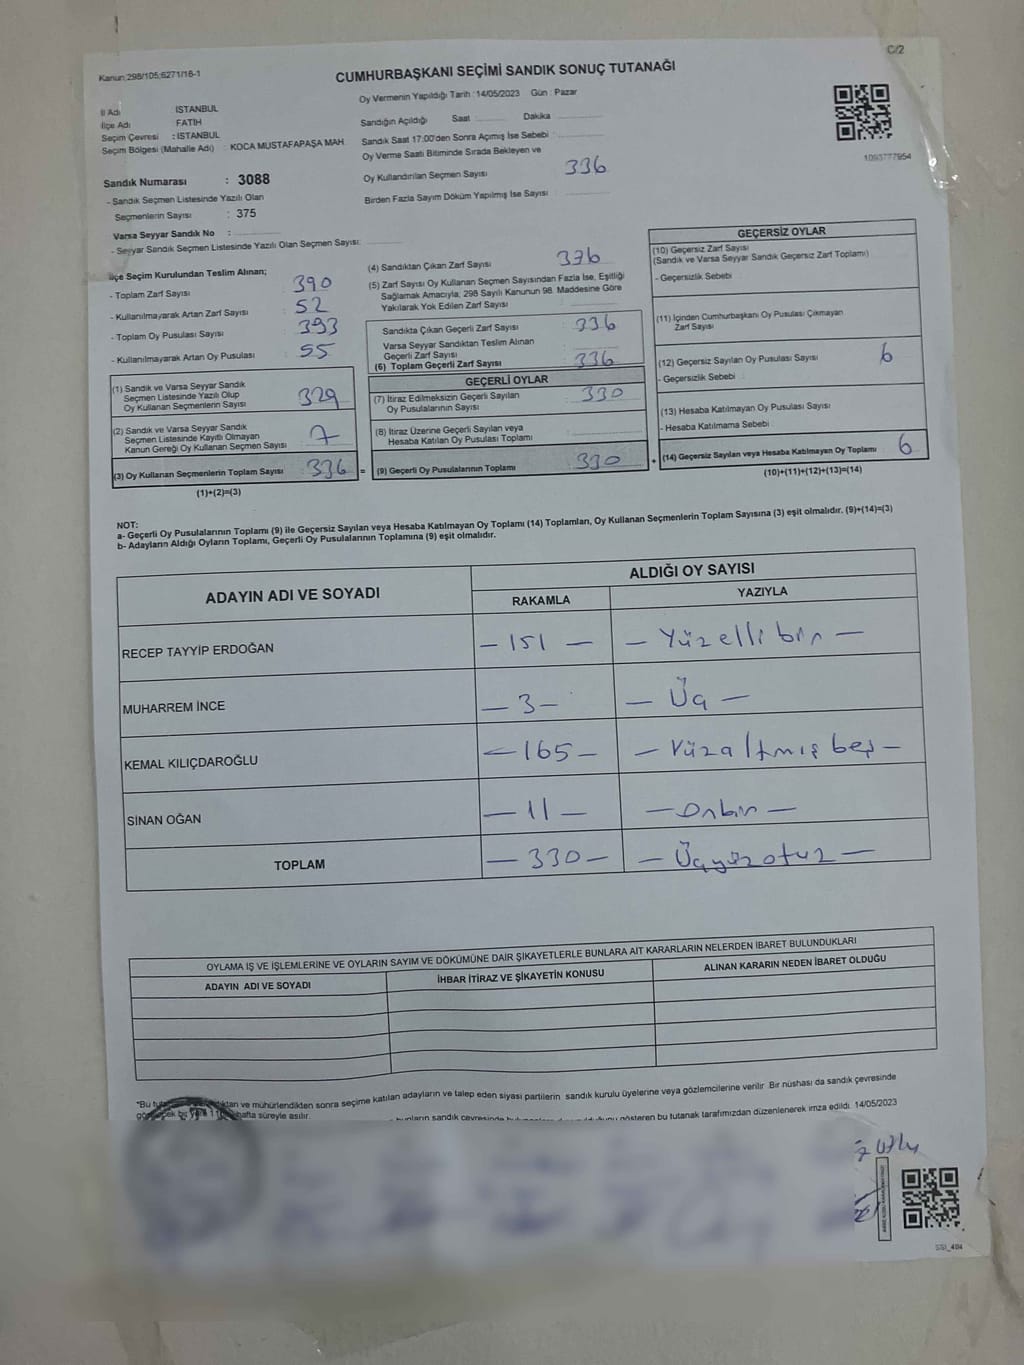 C/2
Kanun:298/105;6271/16-1
CUMHURBAŞKANI SEÇİMİ SANDIK SONUÇ TUTANAĞI
Oy Vermenin Yapıldığı Tarih : 14/05/2023 Gün : Pazar
İl Adı İSTANBUL
İlçe Adı FATİH
Seçim Çevresi : İSTANBUL
Seçim Bölgesi (Mahalle Adı) : KOCA MUSTAFAPAŞA MAH.
Sandık Numarası : 3088
- Sandık Seçmen Listesinde Yazılı Olan
Seçmenlerin Sayısı : 375
Varsa Seyyar Sandık No :
- Seyyar Sandık Seçmen Listesinde Yazılı Olan Seçmen Sayısı:
Sandığın Açıldığı Saat Dakika
Sandık Saat 17:00'den Sonra Açımış İse Sebebi :
Oy Verme Saati Bitiminde Sırada Bekleyen ve
Oy Kullandırılan Seçmen Sayısı 336
Birden Fazla Sayım Döküm Yapılmış İse Sayısı :
1093777954
İlçe Seçim Kurulundan Teslim Alınan;
- Toplam Zarf Sayısı : 390
- Kullanılmayarak Artan Zarf Sayısı : 52
- Toplam Oy Pusulası Sayısı : 393
- Kullanılmayarak Artan Oy Pusulası : 55
(1) Sandık ve Varsa Seyyar Sandık
Seçmen Listesinde Yazılı Olup
Oy Kullanan Seçmenlerin Sayısı 329
(2) Sandık ve Varsa Seyyar Sandık
Seçmen Listesinde Kayıtlı Olmayan
Kanun Gereği Oy Kullanan Seçmen Sayısı : 7
(3) Oy Kullanan Seçmenlerin Toplam Sayısı : 336 =
(1)+(2)=(3)
(4) Sandıktan Çıkan Zarf Sayısı 336
(5) Zarf Sayısı Oy Kullanan Seçmen Sayısından Fazla İse, Eşitliği
Sağlamak Amacıyla; 298 Sayılı Kanunun 98. Maddesine Göre
Yakılarak Yok Edilen Zarf Sayısı :
Sandıkta Çıkan Geçerli Zarf Sayısı : 336
Varsa Seyyar Sandıktan Teslim Alınan
Geçerli Zarf Sayısı :
(6) Toplam Geçerli Zarf Sayısı : 336
GEÇERLİ OYLAR
(7) İtiraz Edilmeksizin Geçerli Sayılan
Oy Pusulalarının Sayısı : 330
(8) İtiraz Üzerine Geçerli Sayılan veya
Hesaba Katılan Oy Pusulası Toplamı
(9) Geçerli Oy Pusulalarının Toplamı : 330 +
GEÇERSİZ OYLAR
(10) Geçersiz Zarf Sayısı
(Sandık ve Varsa Seyyar Sandık Geçersiz Zarf Toplamı)
- Geçersizlik Sebebi
(11) İçinden Cumhurbaşkanı Oy Pusulası Çıkmayan
Zarf Sayısı
(12) Geçersiz Sayılan Oy Pusulası Sayısı 6
- Geçersizlik Sebebi :
(13) Hesaba Katılmayan Oy Pusulası Sayısı
- Hesaba Katılmama Sebebi :
(14) Geçersiz Sayılan veya Hesaba Katılmayan Oy Toplamı 6
(10)+(11)+(12)+(13)=(14)
NOT:
a- Geçerli Oy Pusulalarının Toplamı (9) ile Geçersiz Sayılan veya Hesaba Katılmayan Oy Toplamı (14) Toplamları, Oy Kullanan Seçmenlerin Toplam Sayısına (3) eşit olmalıdır. (9)+(14)=(3)
b- Adayların Aldığı Oyların Toplamı, Geçerli Oy Pusulalarının Toplamına (9) eşit olmalıdır.
ADAYIN ADI VE SOYADI ALDIĞI OY SAYISI
RAKAMLA YAZIYLA
RECEP TAYYİP ERDOĞAN — 151 — — Yüzellibir —
MUHARREM İNCE — 3 — — Üç —
KEMAL KILIÇDAROĞLU — 165 — — Yüzaltmış beş —
SİNAN OĞAN — 11 — — Onbir —
TOPLAM — 330 — — Üçyüzotuz —
OYLAMA İŞ VE İŞLEMLERİNE VE OYLARIN SAYIM VE DÖKÜMÜNE DAİR ŞİKAYETLERLE BUNLARA AİT KARARLARIN NELERDEN İBARET BULUNDUKLARI
ADAYIN ADI VE SOYADI İHBAR İTİRAZ VE ŞİKAYETİN KONUSU ALINAN KARARIN NEDEN İBARET OLDUĞU
*Bu ve mühürlendikten sonra seçime katılan adayların ve talep eden siyasi partilerin sandık kurulu üyelerine veya gözlemcilerine verilir. Bir nüshası da sandık çevresinde
hafta süreyle asılır.
bunların sandık çevresinde gösteren bu tutanak tarafımızdan düzenlenerek imza edildi. 14/05/2023